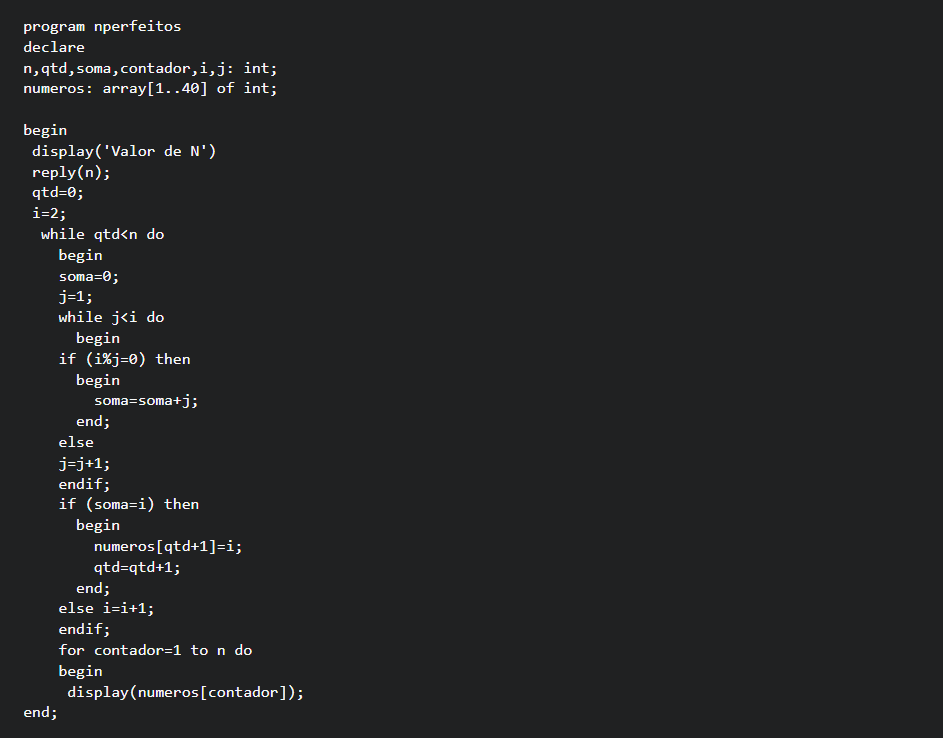 program nperfeitos
declare
n,qtd,soma,contador,i,j: int;
numeros: array[1..40] of int;
begin
display('Valor de N')
reply(n);
qtd=0;
i=2;
while qtd<n do
begin
soma=0;
j=1;
while j<i do
begin
if (i%j=0) then
begin
soma=soma+j;
end;
else
j=j+1;
endif;
if (soma=i) then
begin
numeros[qtd+1]=i;
qtd=qtd+1;
end;
else i=i+1;
endif;
for contador=1 to n do
begin
display(numeros[contador]);
end;